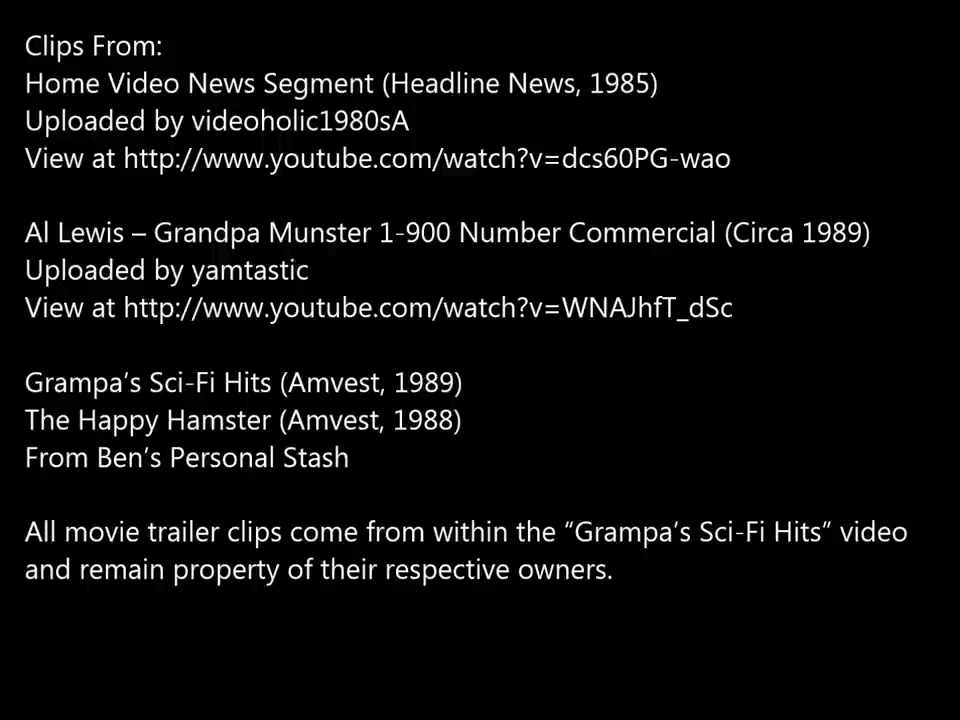 Clips From:
Home Video News Segment (Headline News, 1985)
Uploaded by videoholic1980sA
View at http://www.youtube.com/watch?v=dcs60PG-wao
Al Lewis – Grandpa Munster 1-900 Number Commercial (Circa 1989)
Uploaded by yamtastic
View at http://www.youtube.com/watch?v=WNAJhfT_dSc
Grampa’s Sci-Fi Hits (Amvest, 1989)
The Happy Hamster (Amvest, 1988)
From Ben’s Personal Stash
All movie trailer clips come from within the “Grampa’s Sci-Fi Hits” video
and remain property of their respective owners.